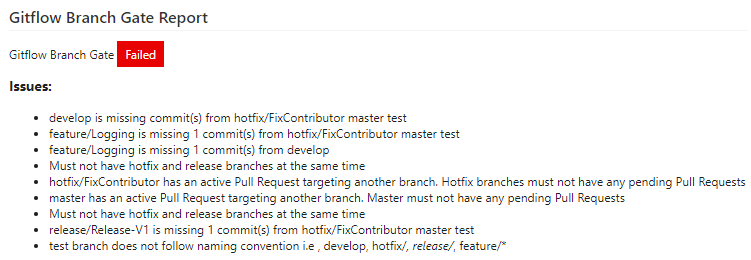 Gitflow Branch Gate Report
Gitflow Branch Gate Failed
Issues:
develop is missing commit(s) from hotfix/FixContributor master test
feature/Logging is missing 1 commit(s) from hotfix/FixContributor master test
feature/Logging is missing 1 commit(s) from develop
Must not have hotfix and release branches at the same time
hotfix/FixContributor has an active Pull Request targeting another branch. Hotfix branches must not have any pending Pull Requests
master has an active Pull Request targeting another branch. Master must not have any pending Pull Requests
Must not have hotfix and release branches at the same time
release/Release-V1 is missing 1 commit(s) from hotfix/FixContributor master test
test branch does not follow naming convention i.e , develop, hotfix/, release/, feature/*